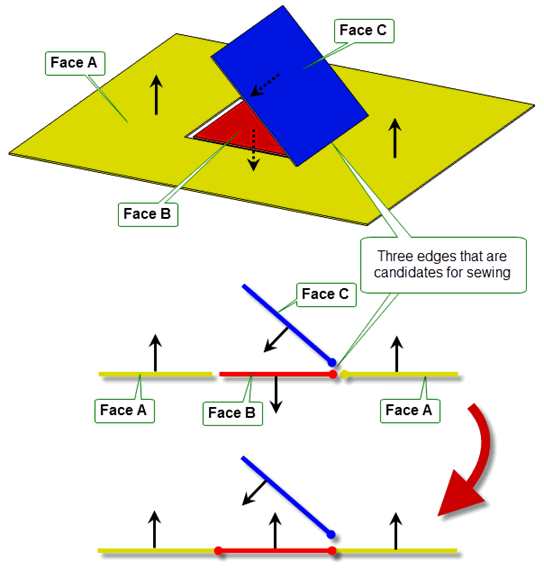 Face C
Face A
Face B
Three edges that are
candidates for sewing
Face C
Face A
Face B
Face A